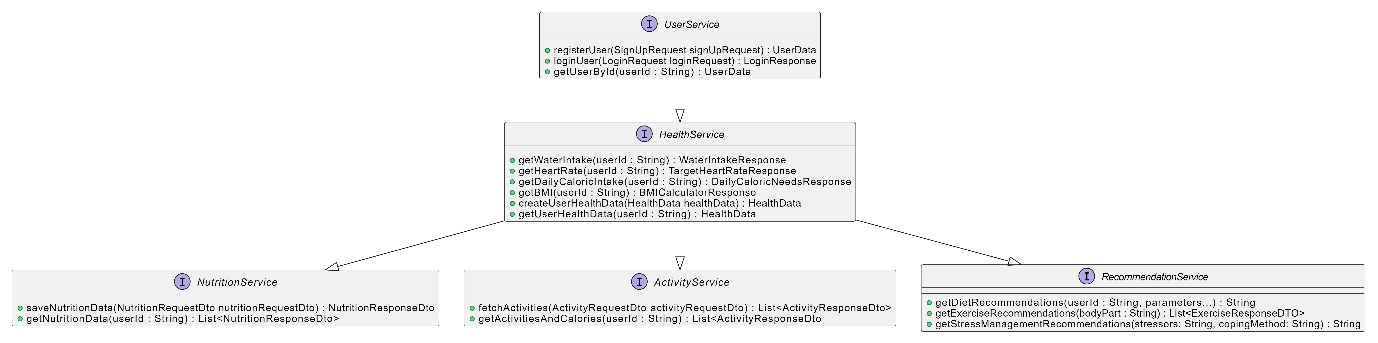 I UserService
registerUser(SignUpRequest signUpRequest) : UserData
loginUser(LoginRequest loginRequest) : LoginResponse
getUserById(userId : String) : UserData
I HealthService
getWaterIntake(userId : String) : WaterIntakeResponse
getHeartRate(userId : String) : TargetHeartRateResponse
getDailyCaloricIntake(userId : String) : DailyCaloricNeedsResponse
getBMI(userId : String) : BMICalculatorResponse
createUserHealthData(HealthData healthData) : HealthData
getUserHealthData(userId : String) : HealthData
I NutritionService
saveNutritionData(NutritionRequestDto nutritionRequestDto) : NutritionResponseDto
getNutritionData(userId : String) : List<NutritionResponseDto>
I ActivityService
fetchActivities(ActivityRequestDto activityRequestDto) : List<ActivityResponseDto>
getActivitiesAndCalories(userId : String) : List<ActivityResponseDto
I RecommendationService
getDietRecommendations(userId : String, parameters...) : String
getExerciseRecommendations(bodyPart : String) : List<ExerciseResponseDTO>
getStressManagementRecommendations(stressors: String, copingMethod: String) : String